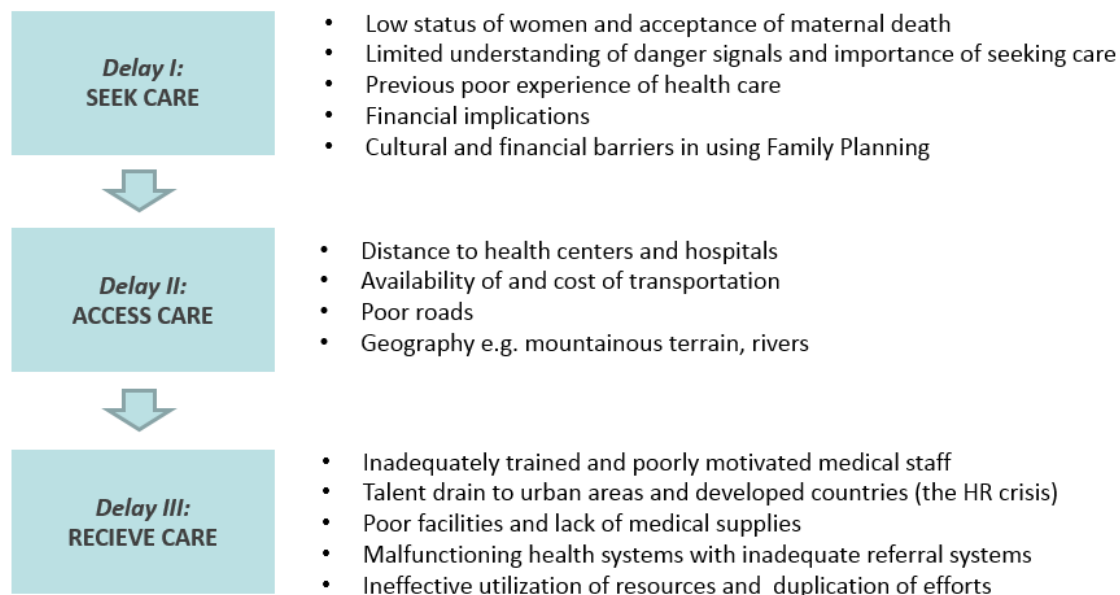 Delay I:
SEEK CARE
• Low status of women and acceptance of maternal death
• Limited understanding of danger signals and importance of seeking care
• Previous poor experience of health care
• Financial implications
• Cultural and financial barriers in using Family Planning
Delay II:
ACCESS CARE
• Distance to health centers and hospitals
• Availability of and cost of transportation
• Poor roads
• Geography e.g. mountainous terrain, rivers
Delay III:
RECIEVE CARE
• Inadequately trained and poorly motivated medical staff
• Talent drain to urban areas and developed countries (the HR crisis)
• Poor facilities and lack of medical supplies
• Malfunctioning health systems with inadequate referral systems
• Ineffective utilization of resources and  duplication of efforts